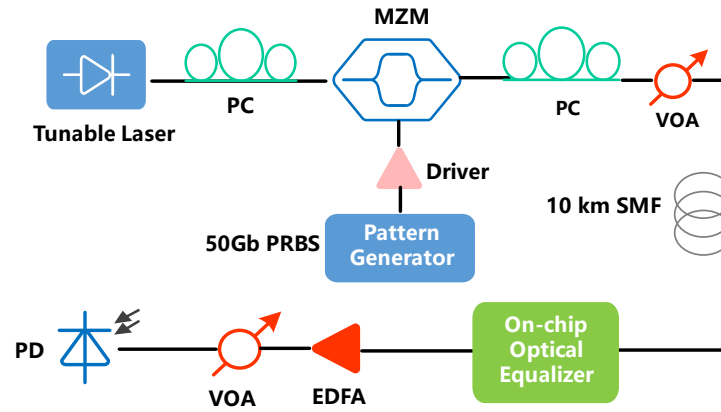 MZM
PC
PC
Tunable Laser
VOA
Driver
10 km SMF
50Gb PRBS
Pattern
Generator
On-chip
Optical
Equalizer
PD
VOA
EDFA